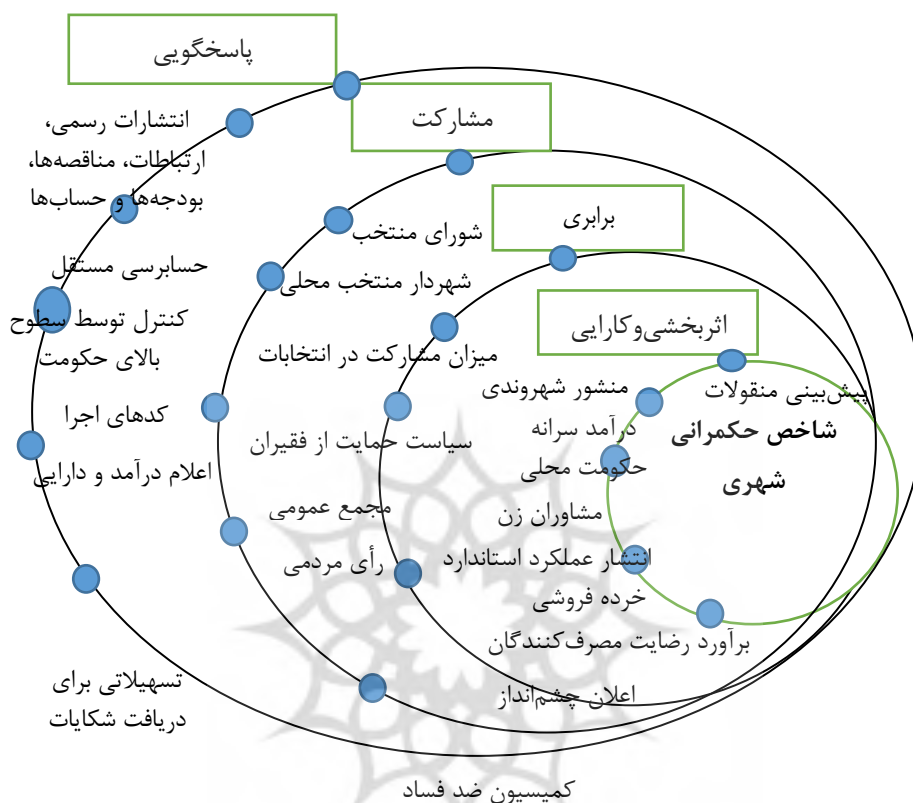 پاسخگویی
مشارکت
برابری
اثربخشی‌وکارایی
انتشارات رسمی،
ارتباطات، مناقصه‌ها،
بودجه‌ها و حساب‌ها
حسابرسی مستقل
کنترل توسط سطوح
بالای حکومت
کدهای اجرا
اعلام درآمد و دارایی
تسهیلاتی برای
دریافت شکایات
کمیسیون ضد فساد
شورای منتخب
شهردار منتخب محلی
میزان مشارکت در انتخابات
سیاست حمایت از فقیران
مجمع عمومی
رأی مردمی
اعلان چشم‌انداز
منشور شهروندی
درآمد سرانه
حکومت محلی
مشاوران زن
انتشار عملکرد استاندارد
خرده فروشی
برآورد رضایت مصرف‌کنندگان
پیش‌بینی منقولات
شاخص حکمرانی
شهری